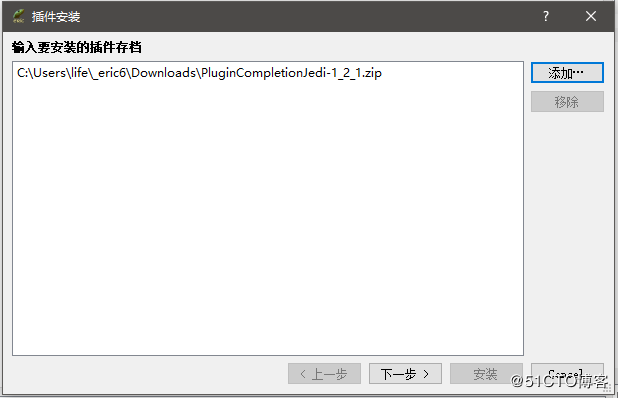 插件安装
输入要安装的插件存档
C:\Users\life\_eric6\Downloads\PluginCompletionJedi-1_2_1.zip
添加…
移除
< 上一步
下一步 >
安装
Cancel
@51CTO博客